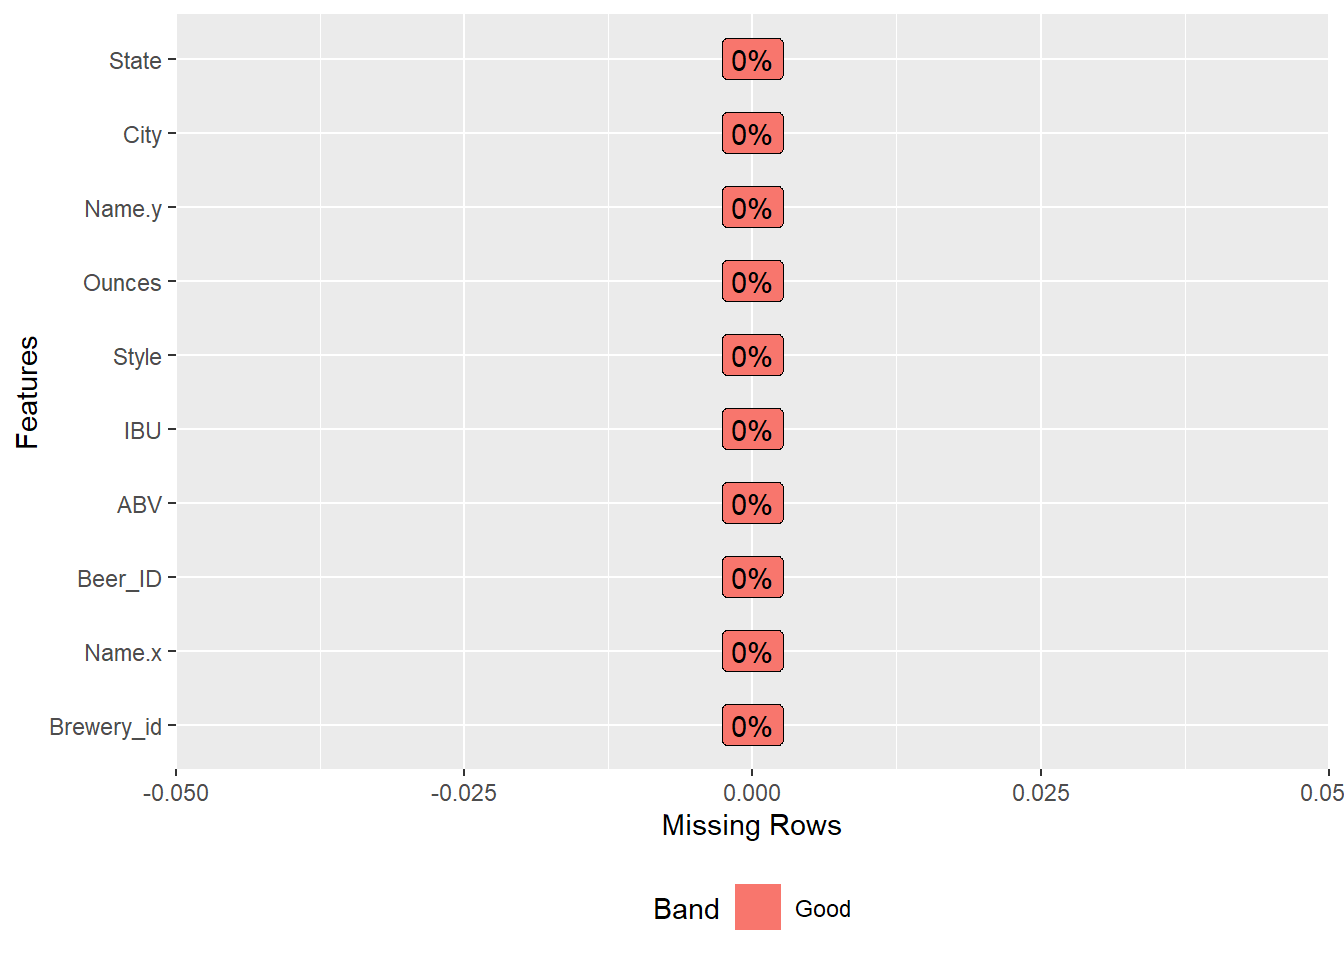 State 0%
City 0%
Name.y 0%
Ounces 0%
Style 0%
IBU 0%
ABV 0%
Beer_ID 0%
Name.x 0%
Brewery_id 0%
Features
-0.050 -0.025 0.000 0.025 0.05
Missing Rows
Band Good